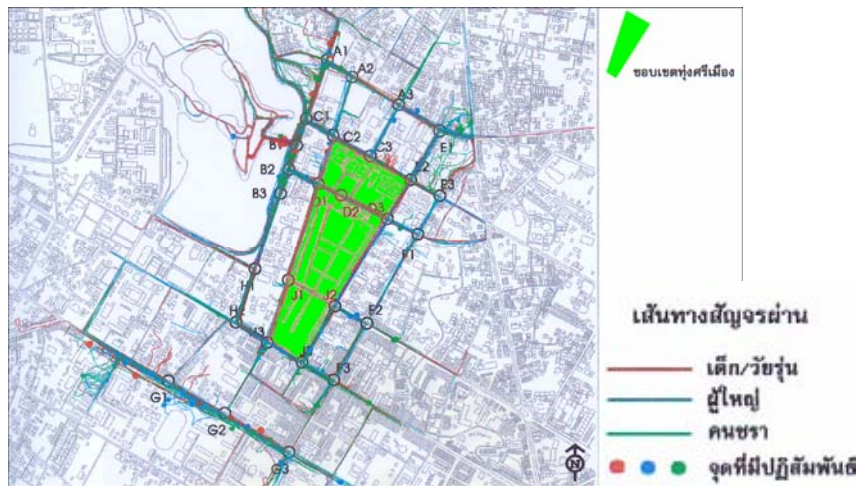 A1
A2
A3
C1
E1
C2
B1
C3
B2
E2
B3
E3
D1
D2
D3
F1
H1
J1
J2
F2
F3
G1
G2
G3
N
ขอบเขตทุ่งศรีเมือง
เส้นทางสัญจรผ่าน
เด็ก/วัยรุ่น
ผู้ใหญ่
คนชรา
จุดที่มีปฏิสัมพันธ์